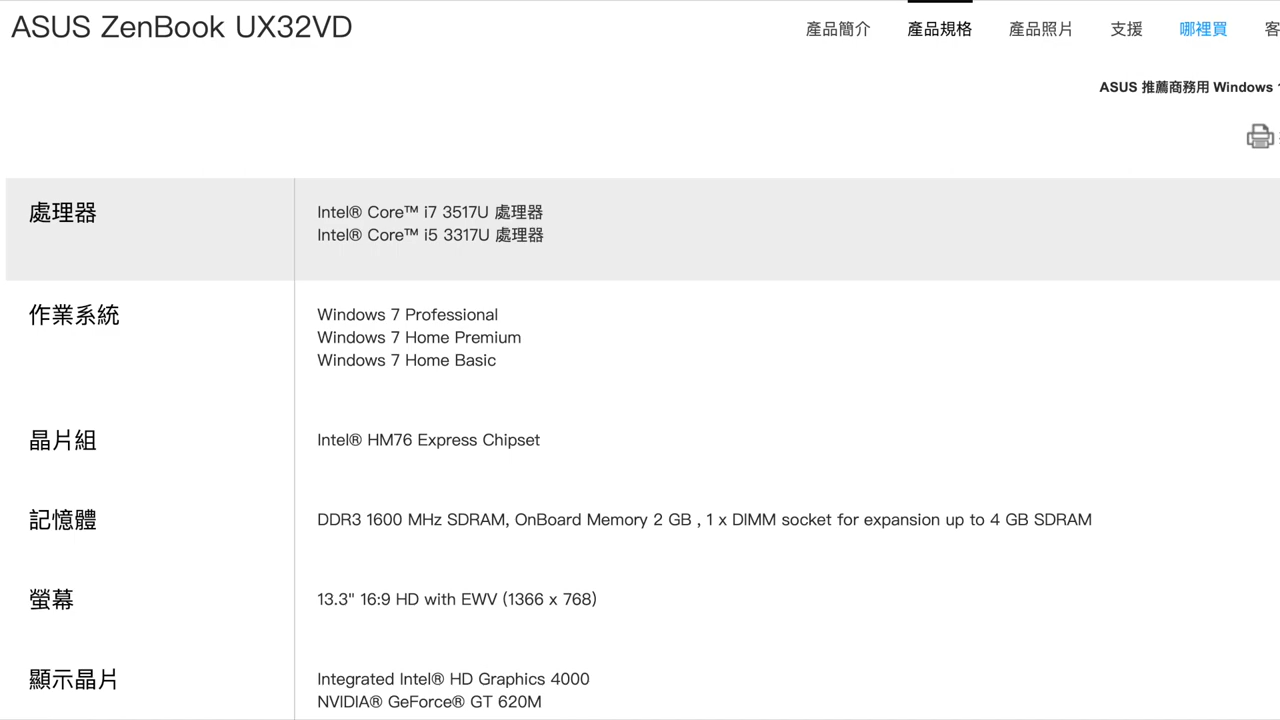 ASUS ZenBook UX32VD
產品簡介 產品規格 產品照片 支援 哪裡買 客
ASUS 推薦商務用 Windows
處理器
Intel® Core™ i7 3517U 處理器
Intel® Core™ i5 3317U 處理器
作業系統
Windows 7 Professional
Windows 7 Home Premium
Windows 7 Home Basic
晶片組
Intel® HM76 Express Chipset
記憶體
DDR3 1600 MHz SDRAM, OnBoard Memory 2 GB , 1 x DIMM socket for expansion up to 4 GB SDRAM
螢幕
13.3" 16:9 HD with EWV (1366 x 768)
顯示晶片
Integrated Intel® HD Graphics 4000
NVIDIA® GeForce® GT 620M